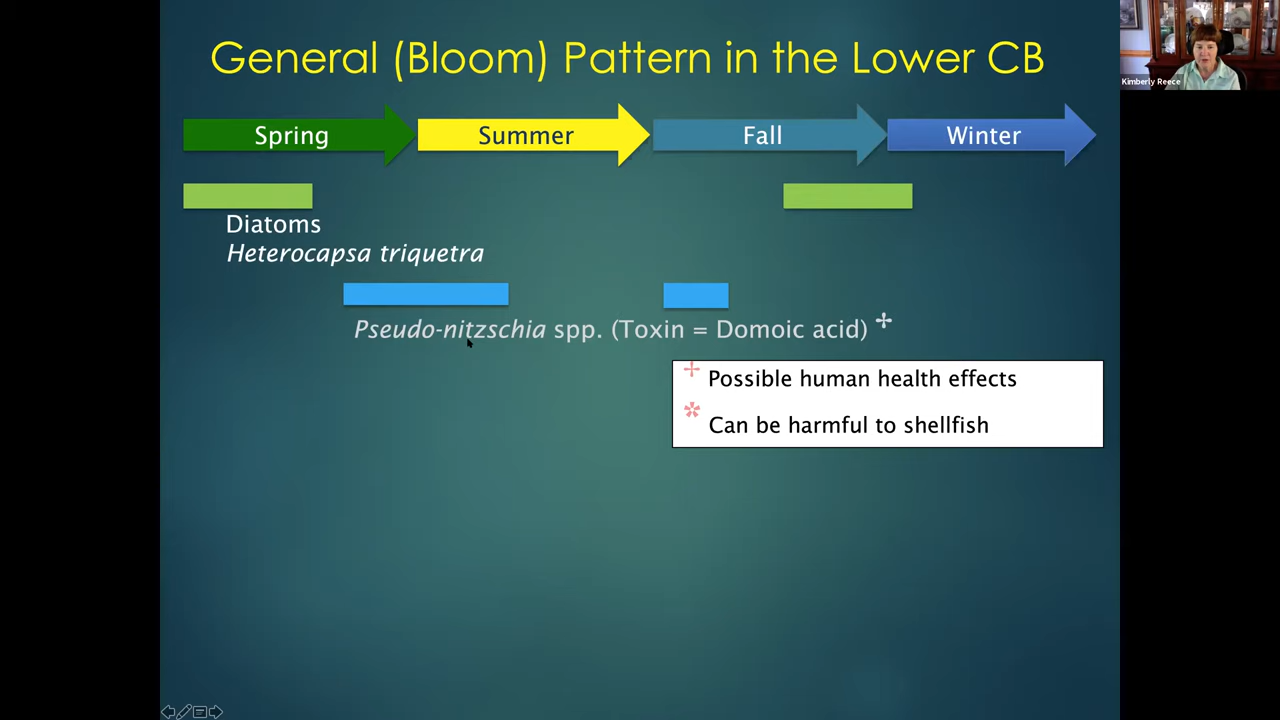 General (Bloom) Pattern in the Lower CB
Kimberly Reece
Spring
Summer
Fall
Winter
Diatoms
Heterocapsa triquetra
Pseudo-nitzschia spp. (Toxin = Domoic acid) ✢
✢ Possible human health effects
* Can be harmful to shellfish